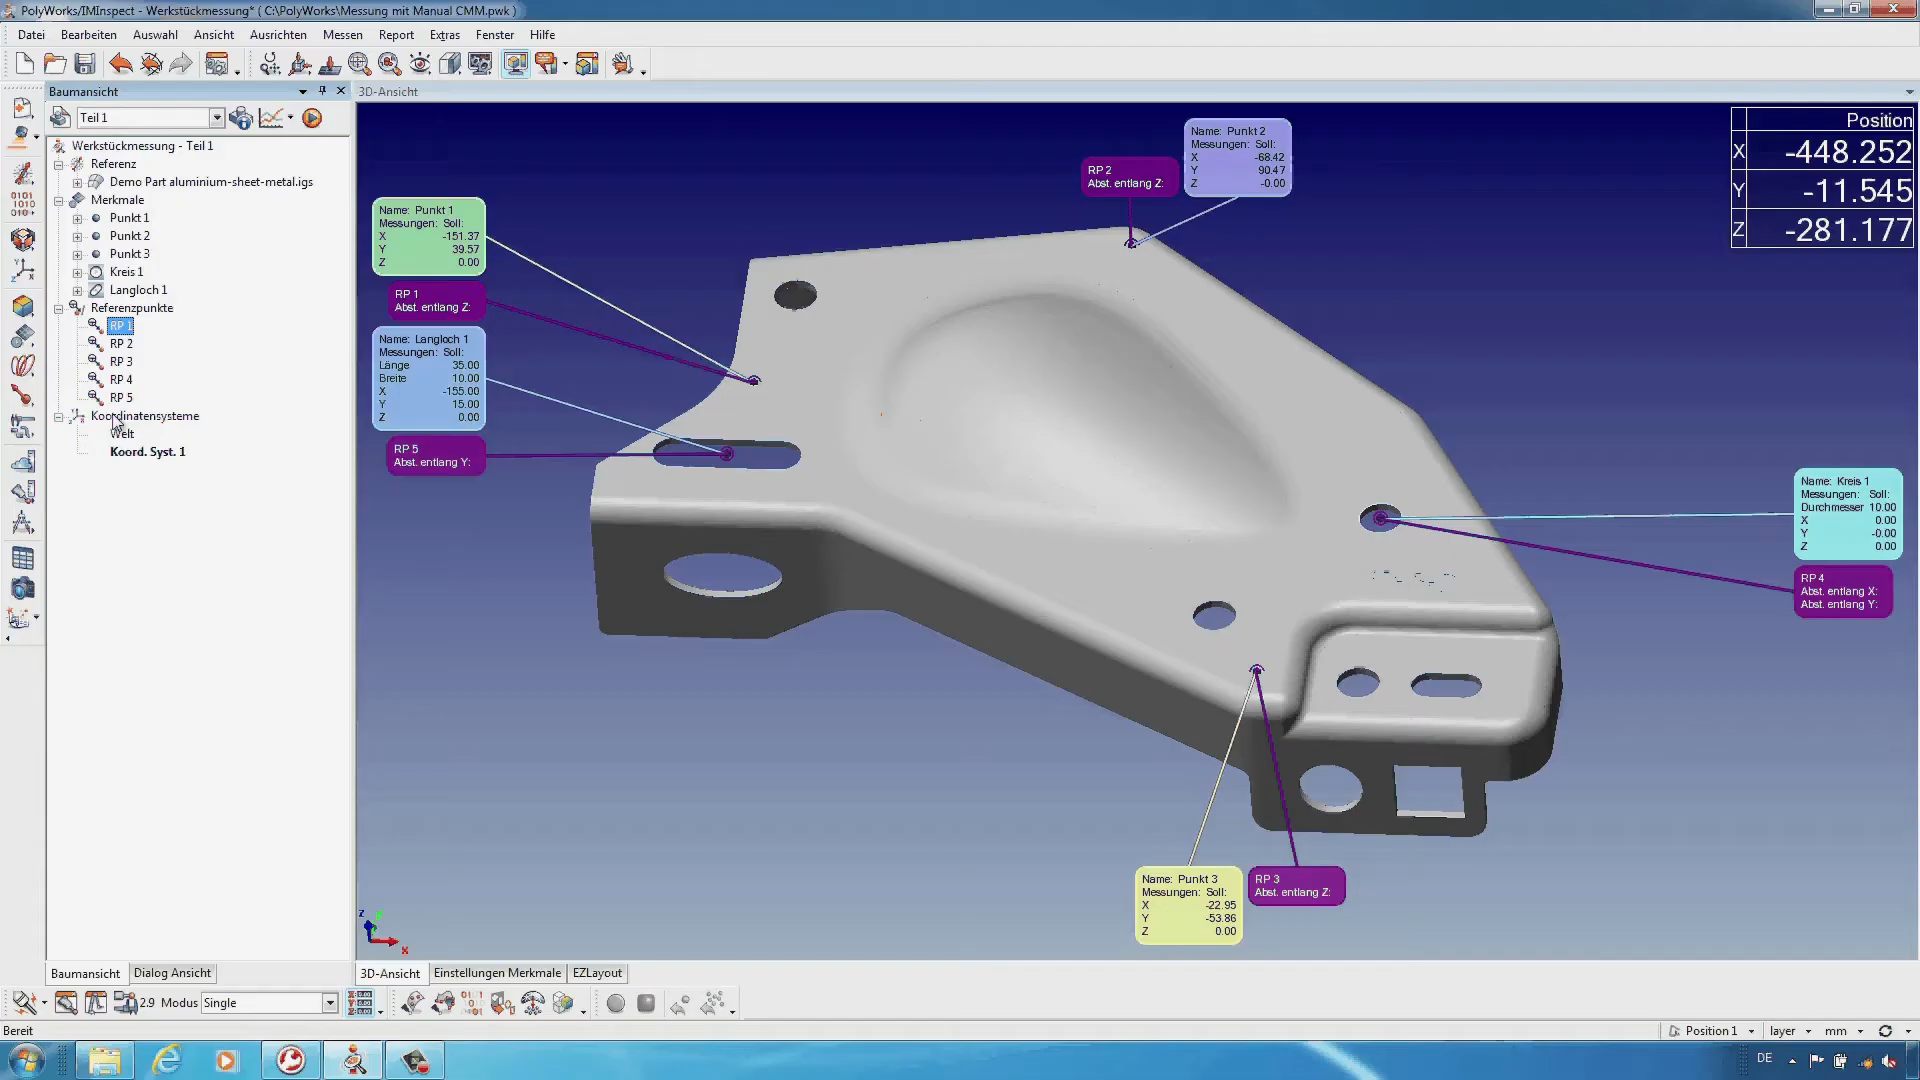 PolyWorks/IMInspect - Werkstückmessung* ( C:\PolyWorks\Messung mit Manual CMM.pwk )
Datei Bearbeiten Auswahl Ansicht Ausrichten Messen Report Extras Fenster Hilfe
Baumansicht
3D-Ansicht
Teil 1
Werkstückmessung - Teil 1
Referenz
Demo Part aluminium-sheet-metal.igs
Merkmale
Punkt 1
Punkt 2
Punkt 3
Kreis 1
Langloch 1
Referenzpunkte
RP 1
RP 2
RP 3
RP 4
RP 5
Koordinatensysteme
Welt
Koord. Syst. 1
Name: Punkt 1
Messungen: Soll:
X -151.37
Y 39.57
Z 0.00
RP 1
Abst. entlang Z:
Name: Langloch 1
Messungen: Soll:
Länge 35.00
Breite 10.00
X -155.00
Y 15.00
Z 0.00
RP 5
Abst. entlang Y:
RP 2
Abst. entlang Z:
Name: Punkt 2
Messungen: Soll:
X -68.42
Y 90.47
Z -0.00
Position
X -448.252
Y -11.545
Z -281.177
Name: Kreis 1
Messungen: Soll:
Durchmesser 10.00
X 0.00
Y -0.00
Z 0.00
RP 4
Abst. entlang X:
Abst. entlang Y:
Name: Punkt 3
Messungen: Soll:
X -22.95
Y -53.86
Z 0.00
RP 3
Abst. entlang Z:
z
x
Baumansicht Dialog Ansicht
3D-Ansicht Einstellungen Merkmale EZLayout
2.9 Modus Single
Bereit
Position 1 layer mm
DE